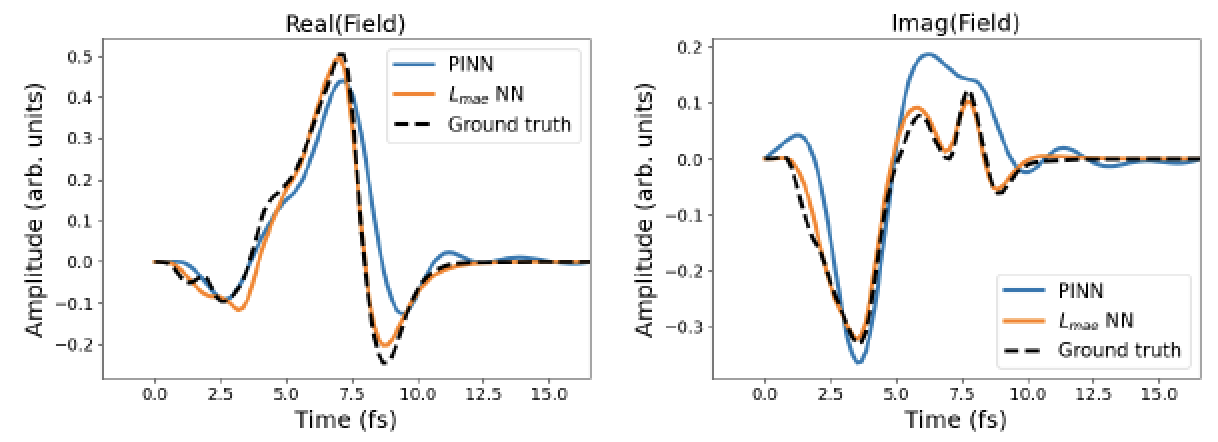 Real(Field)
Amplitude (arb. units)
0.5
0.4
0.3
0.2
0.1
0.0
−0.1
−0.2
PINN
Lmae NN
Ground truth
0.0 2.5 5.0 7.5 10.0 12.5 15.0
Time (fs)
Imag(Field)
Amplitude (arb. units)
0.2
0.1
0.0
−0.1
−0.2
−0.3
PINN
Lmae NN
Ground truth
0.0 2.5 5.0 7.5 10.0 12.5 15.0
Time (fs)